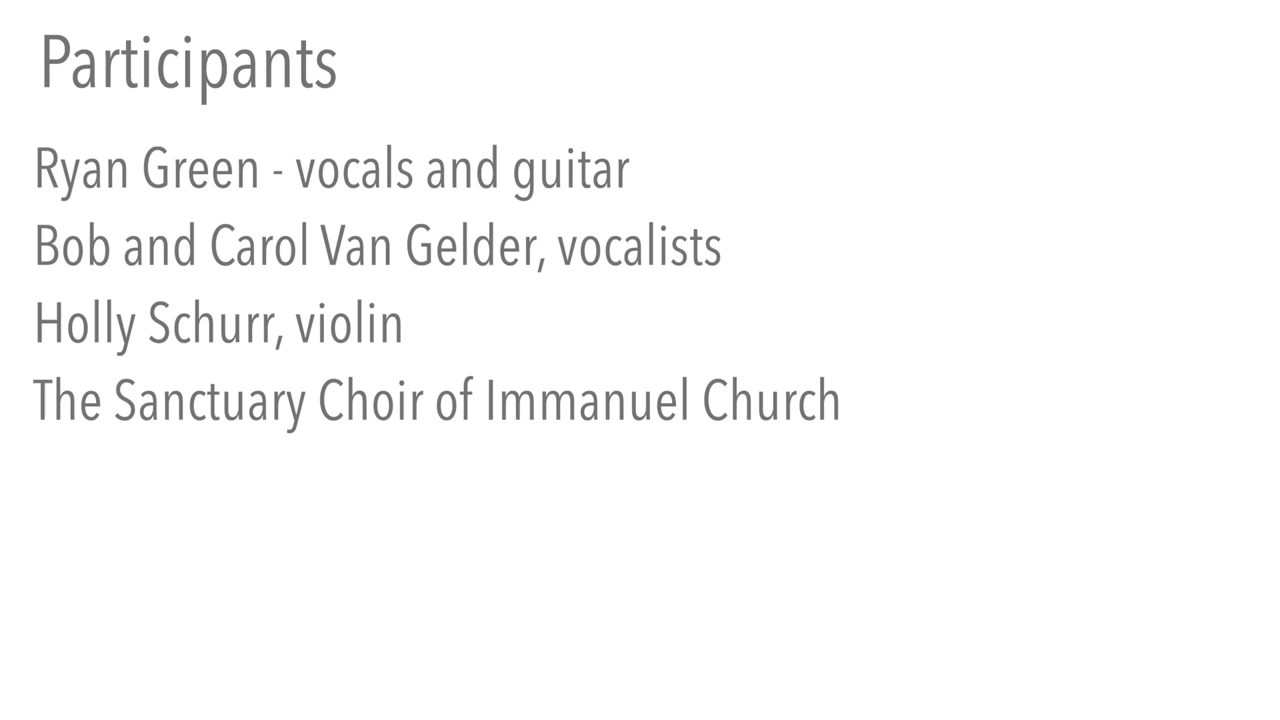 Participants
Ryan Green - vocals and guitar
Bob and Carol Van Gelder, vocalists
Holly Schurr, violin
The Sanctuary Choir of Immanuel Church